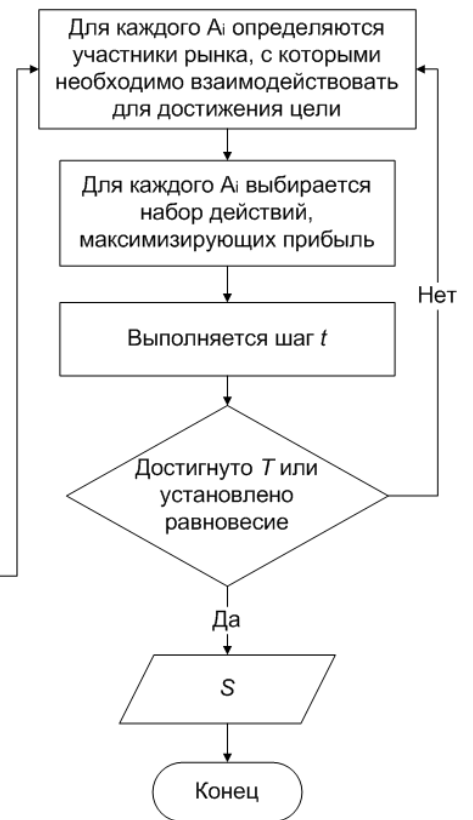 Для каждого Ai определяются
участники рынка, с которыми
необходимо взаимодействовать
для достижения цели
Для каждого Ai выбирается
набор действий,
максимизирующих прибыль
Нет
Выполняется шаг t
Достигнуто T или
установлено
равновесие
Да
S
Конец